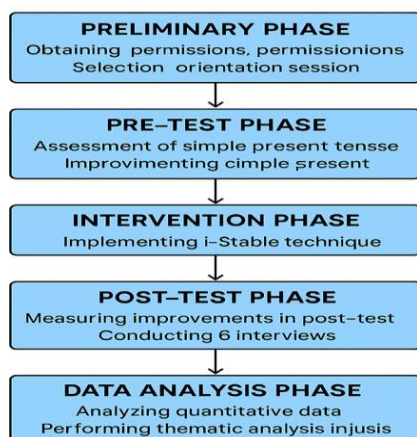 PRELIMINARY PHASE
Obtaining permissions, permissionions
Selection orientation session
PRE–TEST PHASE
Assessment of simple present tensse
Improvimenting cimple present
INTERVENTION PHASE
Implementing i-Stable technique
POST–TEST PHASE
Measuring improvements in post-test
Conducting 6 interviews
DATA ANALYSIS PHASE
Analyzing quantitative data
Performing thematic analysis injusis